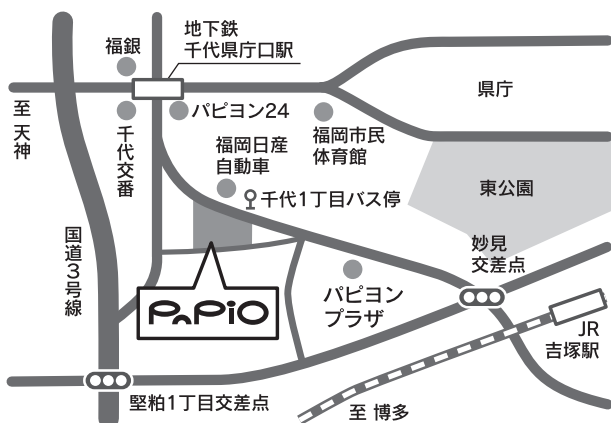 地下鉄
千代県庁口駅
福銀
県庁
至 天神
パピヨン24
福岡市民
体育館
千代交番
福岡日産
自動車
東公園
千代1丁目バス停
国道3号線
妙見
交差点
パピヨン
プラザ
PaPiO
JR
吉塚駅
堅粕1丁目交差点
至 博多